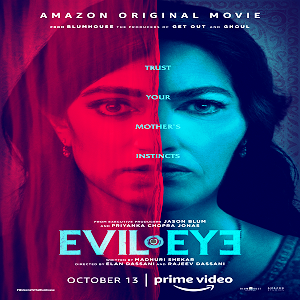 AMAZON ORIGINAL MOVIE
FROM BLUMHOUSE THE PRODUCERS OF GET OUT AND GHOUL
TRUST
YOUR
MOTHER'S
INSTINCTS
FROM EXECUTIVE PRODUCERS JASON BLUM
AND PRIYANKA CHOPRA JONAS
EVIL EYE
WRITTEN BY MADHURI SHEKAR
DIRECTED BY ELAN DASSANI AND RAJEEV DASSANI
OCTOBER 13 | prime video